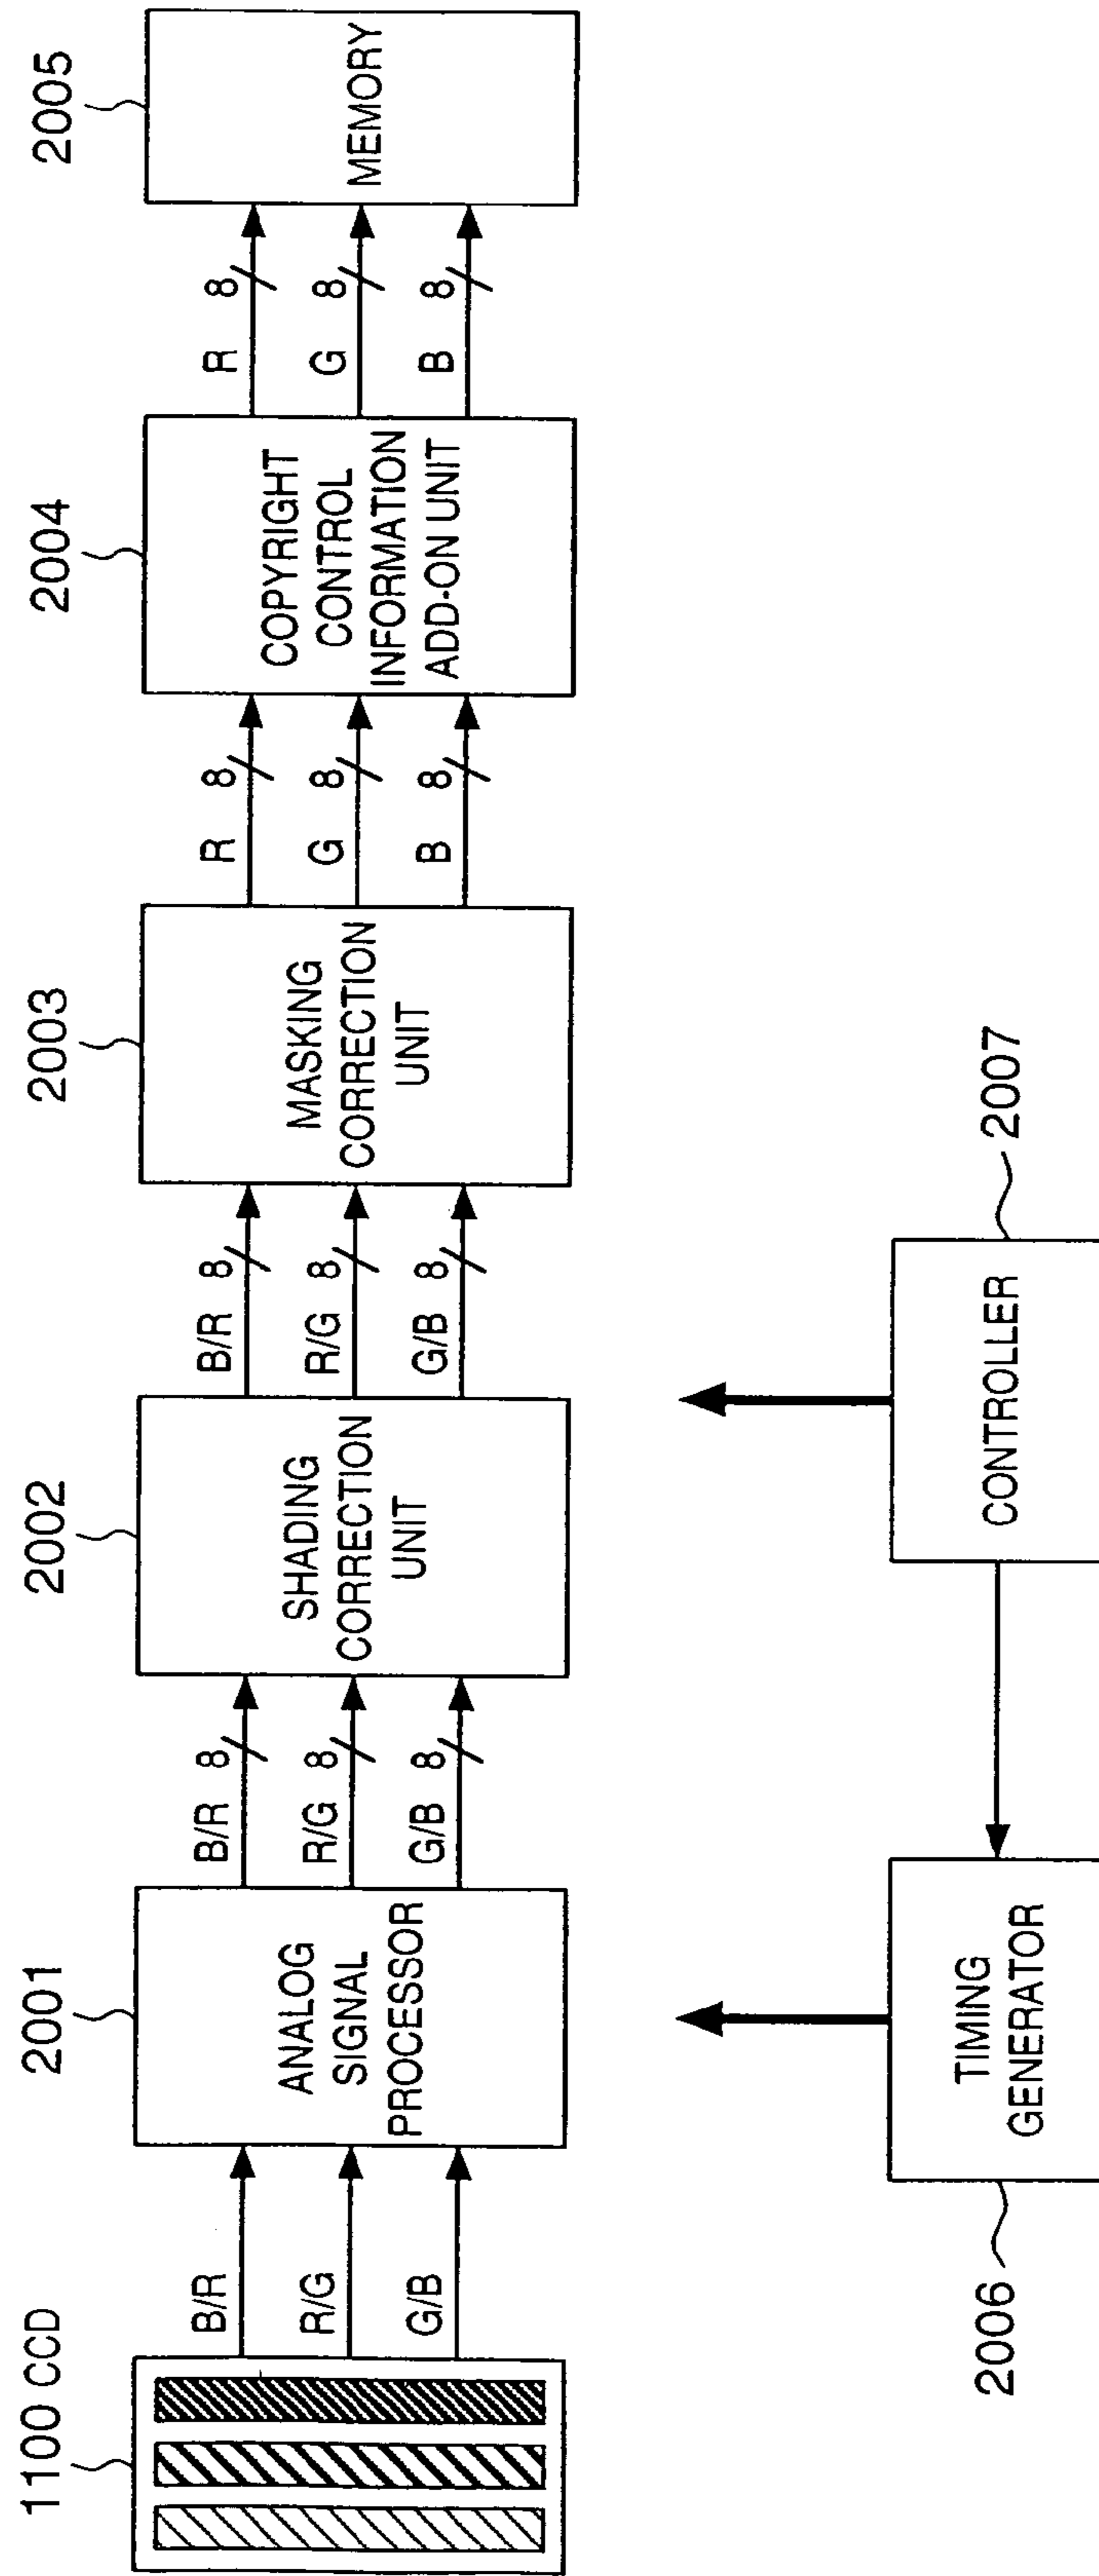 1100 CCD
B/R
R/G
G/B
2001
ANALOG
SIGNAL
PROCESSOR
B/R 8
R/G 8
G/B 8
2002
SHADING
CORRECTION
UNIT
B/R 8
R/G 8
G/B 8
2003
MASKING
CORRECTION
UNIT
R 8
G 8
B 8
2004
COPYRIGHT
CONTROL
INFORMATION
ADD-ON UNIT
R 8
G 8
B 8
2005
MEMORY
2006
TIMING
GENERATOR
CONTROLLER
2007